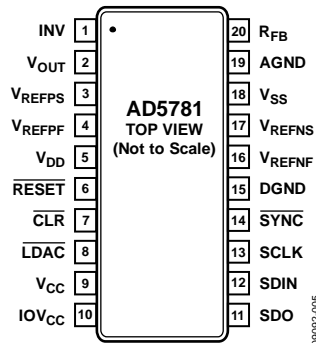 INV 1
VOUT 2
VREFPS 3
VREFPF 4
VDD 5
RESET 6
CLR 7
LDAC 8
VCC 9
IOVCC 10
AD5781
TOP VIEW
(Not to Scale)
20 RFB
19 AGND
18 VSS
17 VREFNS
16 VREFNF
15 DGND
14 SYNC
13 SCLK
12 SDIN
11 SDO